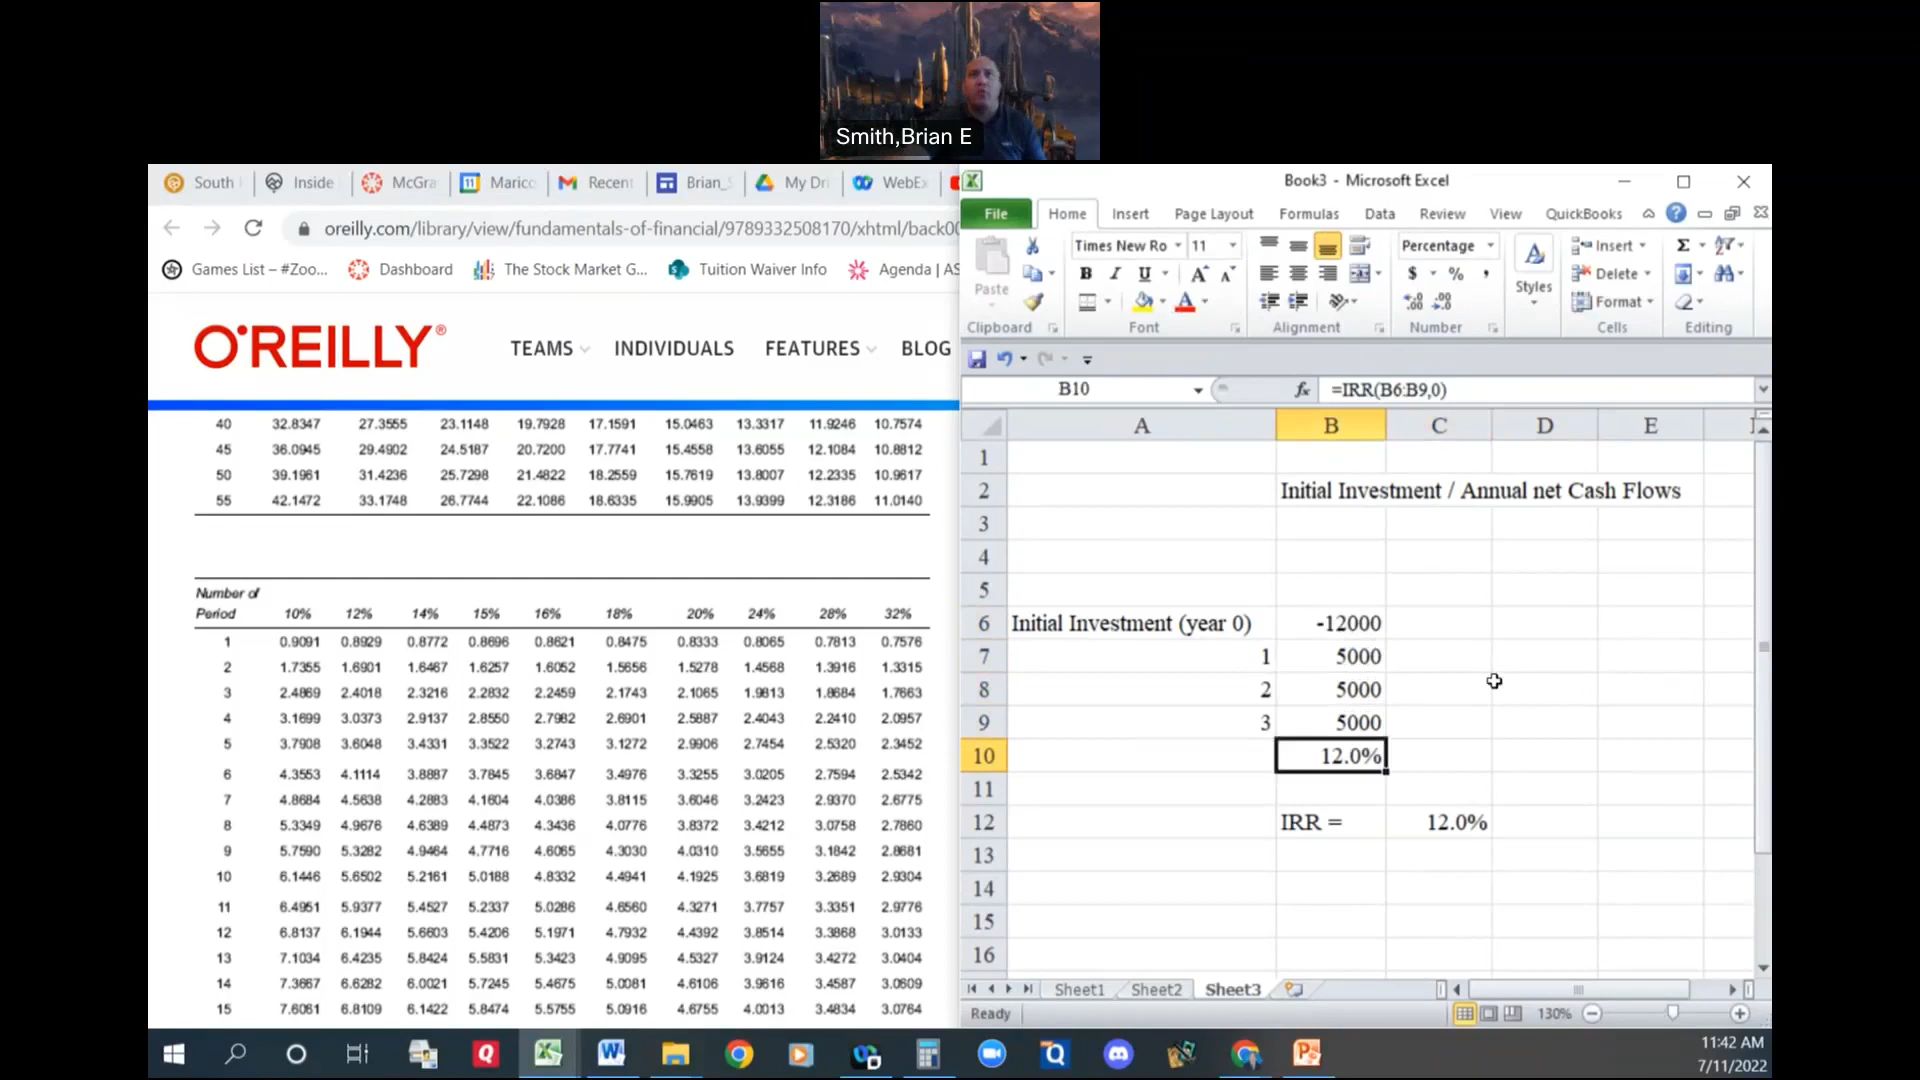 Smith,Brian E
South
Inside
McGra
Marico
Recent
Brian_S
My Dri
WebEx
oreilly.com/library/view/fundamentals-of-financial/9789332508170/xhtml/back00
Games List – #Zoo...
Dashboard
The Stock Market G...
Tuition Waiver Info
Agenda | AS
O'REILLY®
TEAMS
INDIVIDUALS
FEATURES
BLOG
40 32.8347 27.3555 23.1148 19.7928 17.1591 15.0463 13.3317 11.9246 10.7574
45 36.0945 29.4902 24.5187 20.7200 17.7741 15.4558 13.6055 12.1084 10.8812
50 39.1961 31.4236 25.7298 21.4822 18.2559 15.7619 13.8007 12.2335 10.9617
55 42.1472 33.1748 26.7744 22.1086 18.6335 15.9905 13.9399 12.3186 11.0140
Number of
Period 10% 12% 14% 15% 16% 18% 20% 24% 28% 32%
1 0.9091 0.8929 0.8772 0.8696 0.8621 0.8475 0.8333 0.8065 0.7813 0.7576
2 1.7355 1.6901 1.6467 1.6257 1.6052 1.5656 1.5278 1.4568 1.3916 1.3315
3 2.4869 2.4018 2.3216 2.2832 2.2459 2.1743 2.1065 1.9813 1.8684 1.7663
4 3.1699 3.0373 2.9137 2.8550 2.7982 2.6901 2.5887 2.4043 2.2410 2.0957
5 3.7908 3.6048 3.4331 3.3522 3.2743 3.1272 2.9906 2.7454 2.5320 2.3452
6 4.3553 4.1114 3.8887 3.7845 3.6847 3.4976 3.3255 3.0205 2.7594 2.5342
7 4.8684 4.5638 4.2883 4.1604 4.0386 3.8115 3.6046 3.2423 2.9370 2.6775
8 5.3349 4.9676 4.6389 4.4873 4.3436 4.0776 3.8372 3.4212 3.0758 2.7860
9 5.7590 5.3282 4.9464 4.7716 4.6065 4.3030 4.0310 3.5655 3.1842 2.8681
10 6.1446 5.6502 5.2161 5.0188 4.8332 4.4941 4.1925 3.6819 3.2689 2.9304
11 6.4951 5.9377 5.4527 5.2337 5.0286 4.6560 4.3271 3.7757 3.3351 2.9776
12 6.8137 6.1944 5.6603 5.4206 5.1971 4.7932 4.4392 3.8514 3.3868 3.0133
13 7.1034 6.4235 5.8424 5.5831 5.3423 4.9095 4.5327 3.9124 3.4272 3.0404
14 7.3667 6.6282 6.0021 5.7245 5.4675 5.0081 4.6106 3.9616 3.4587 3.0609
15 7.6061 6.8109 6.1422 5.8474 5.5755 5.0916 4.6755 4.0013 3.4834 3.0764
Book3 - Microsoft Excel
File Home Insert Page Layout Formulas Data Review View QuickBooks
Times New Ro 11 Percentage Insert
Paste Styles Delete
Format
Clipboard Font Alignment Number Cells Editing
B10 fx =IRR(B6:B9,0)
A B C D E
1
2 Initial Investment / Annual net Cash Flows
3
4
5
6 Initial Investment (year 0) -12000
7 1 5000
8 2 5000
9 3 5000
10 12.0%
11
12 IRR = 12.0%
13
14
15
16
Sheet1 Sheet2 Sheet3
Ready 130%
11:42 AM
7/11/2022